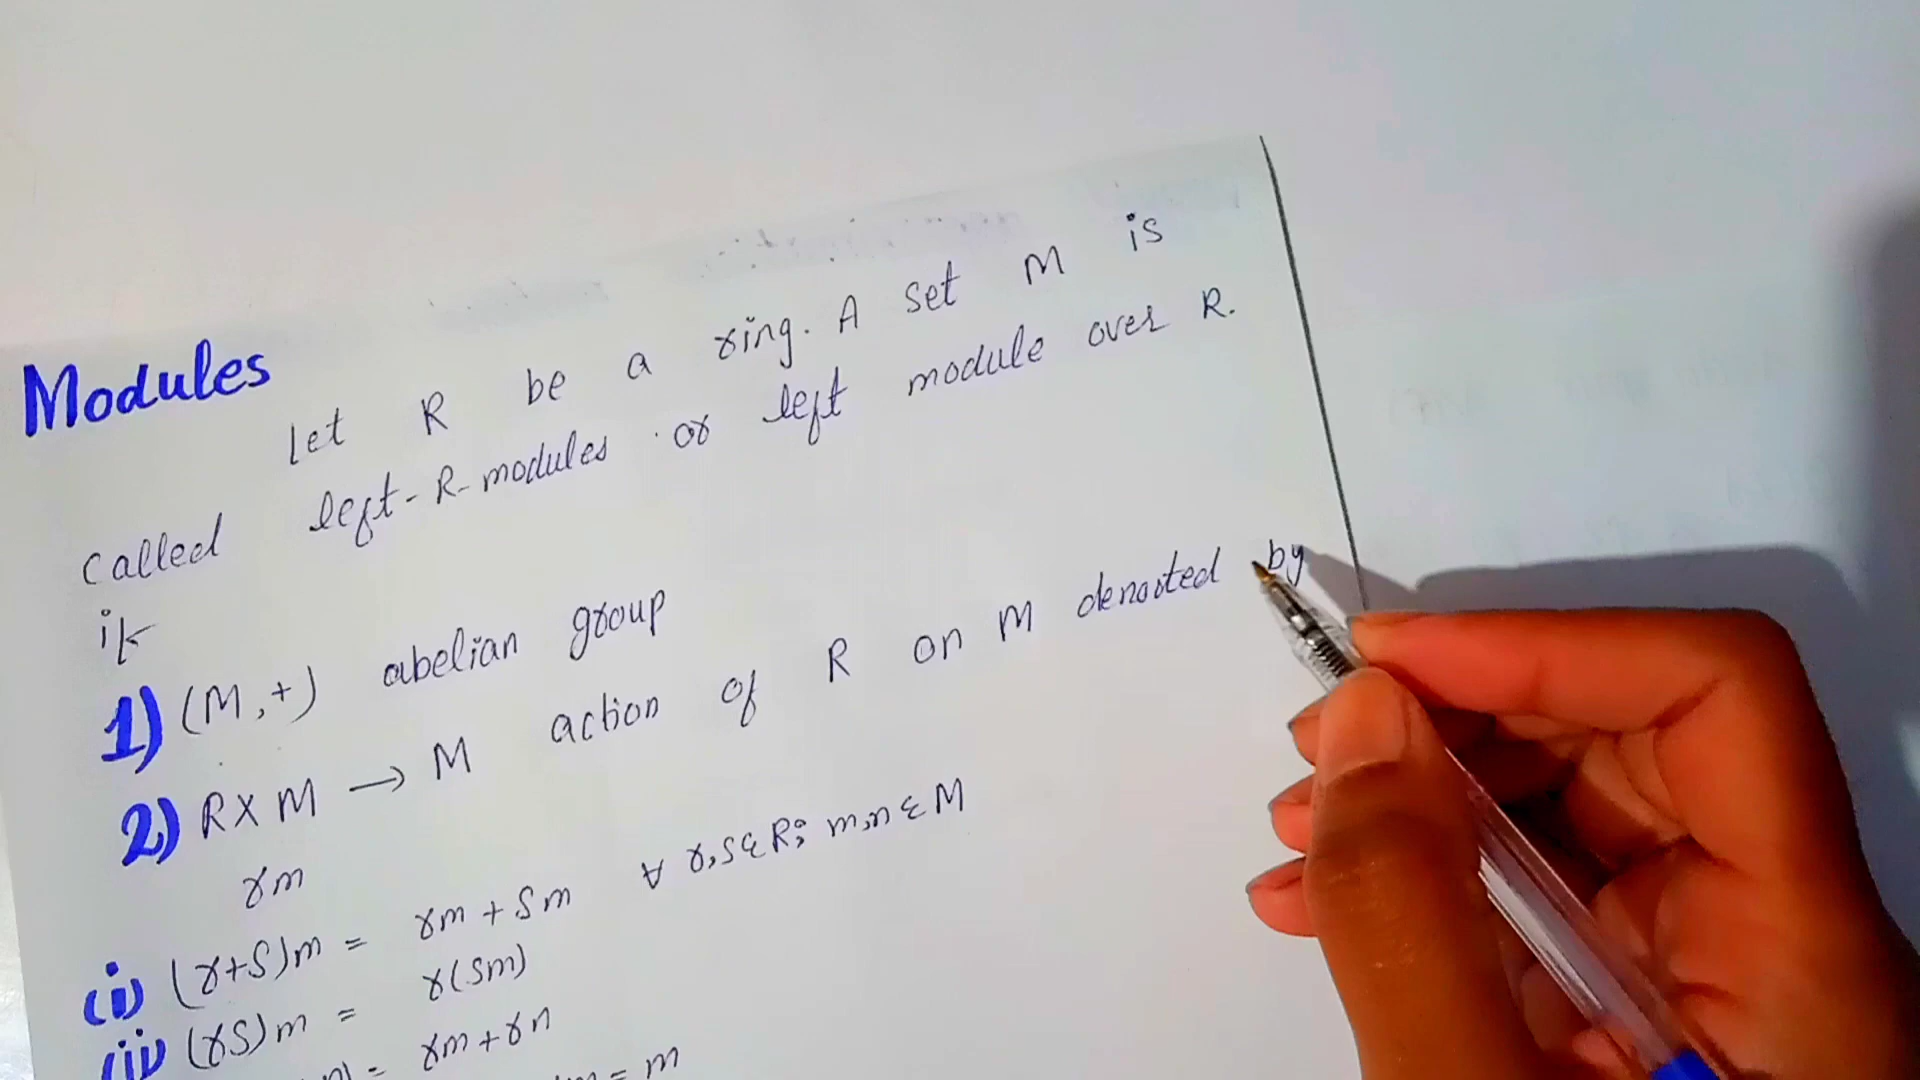 Modules
Let R be a ring. A set M is
called left-R-modules or left module over R.
if
1) (M,+) abelian group
2) R×M → M action of R on M denoted by
rm
(i) (r+s)m = rm + sm ∀ r,s∈R; m,n∈M
(ii) (rs)m = r(sm)
= rm + rn
= m